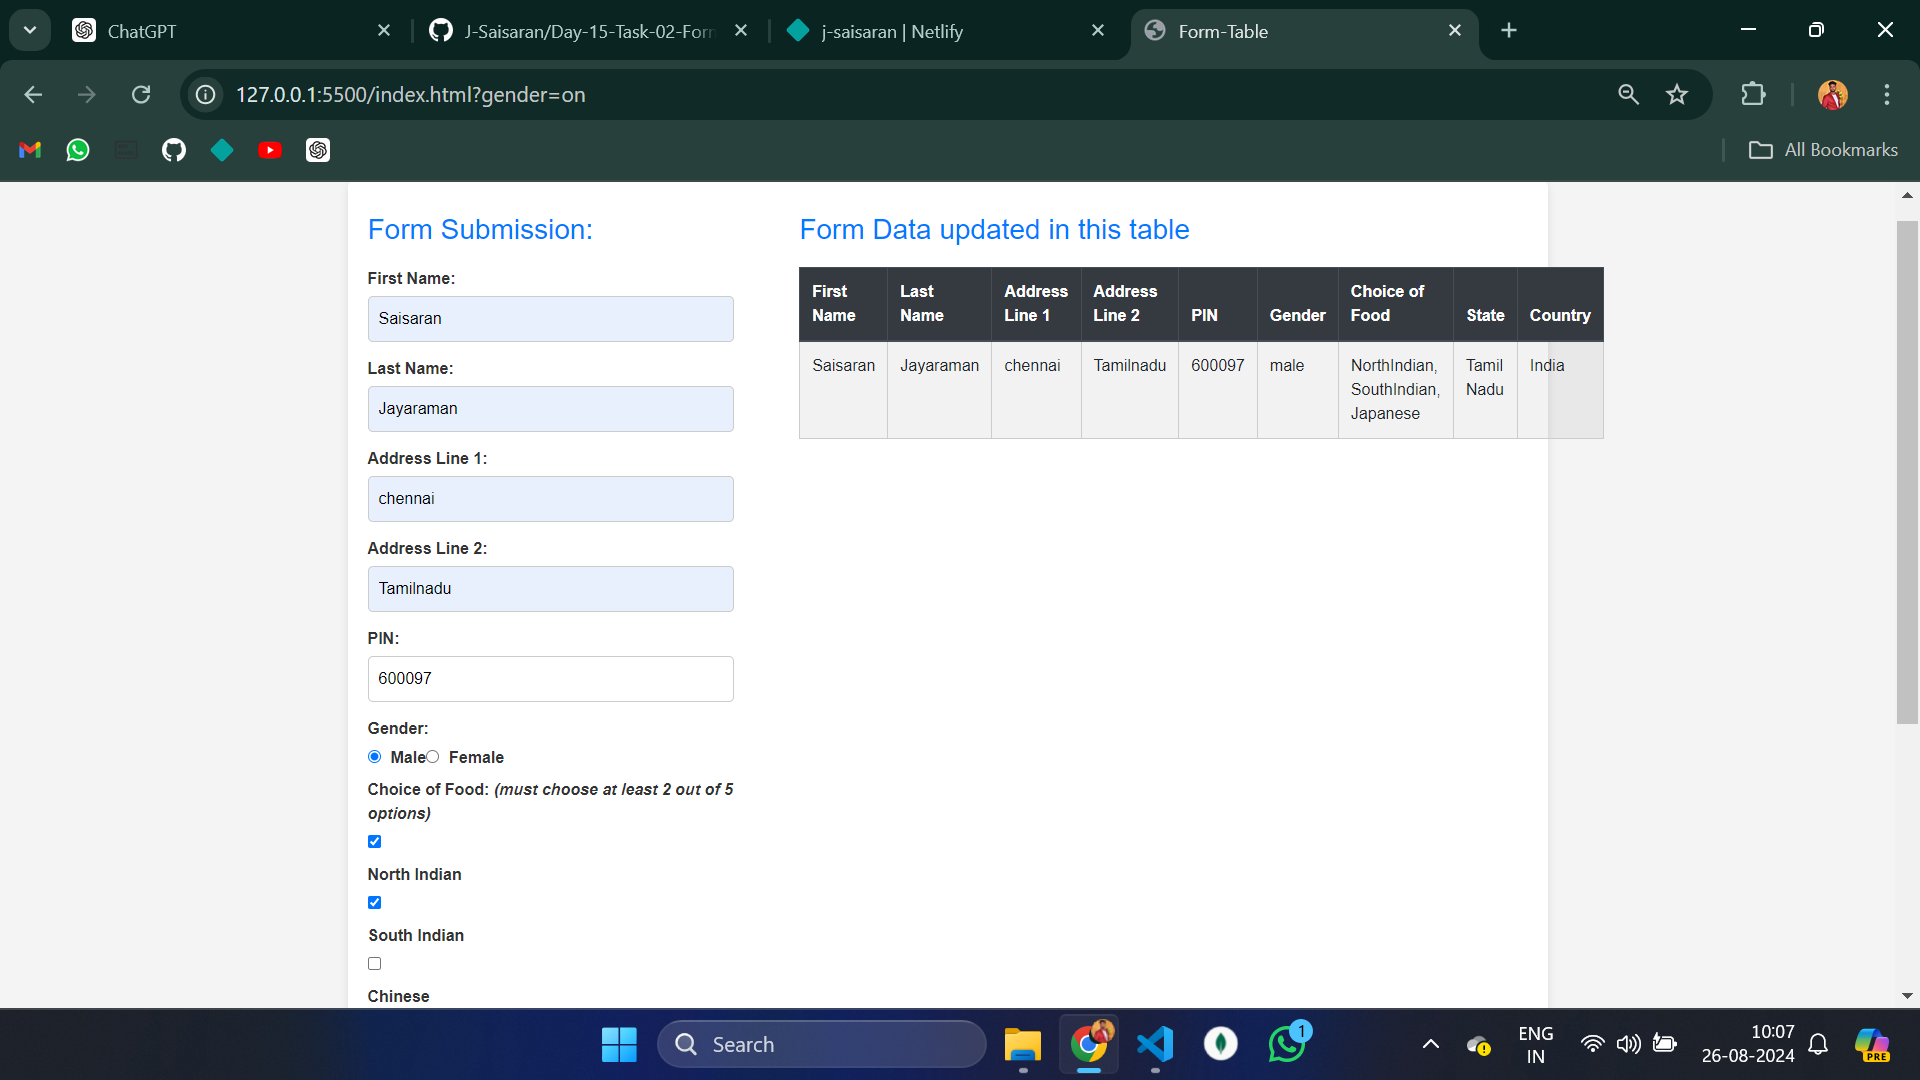 ChatGPT
J-Saisaran/Day-15-Task-02-Forr
j-saisaran | Netlify
Form-Table
127.0.0.1:5500/index.html?gender=on
All Bookmarks
Form Submission:
First Name:
Saisaran
Last Name:
Jayaraman
Address Line 1:
chennai
Address Line 2:
Tamilnadu
PIN:
600097
Gender:
Male Female
Choice of Food: (must choose at least 2 out of 5
options)
North Indian
South Indian
Chinese
Form Data updated in this table
First Name Last Name Address Line 1 Address Line 2 PIN Gender Choice of Food State Country
Saisaran Jayaraman chennai Tamilnadu 600097 male NorthIndian, SouthIndian, Japanese Tamil Nadu India
Search
1
ENG
IN
10:07
26-08-2024
PRE